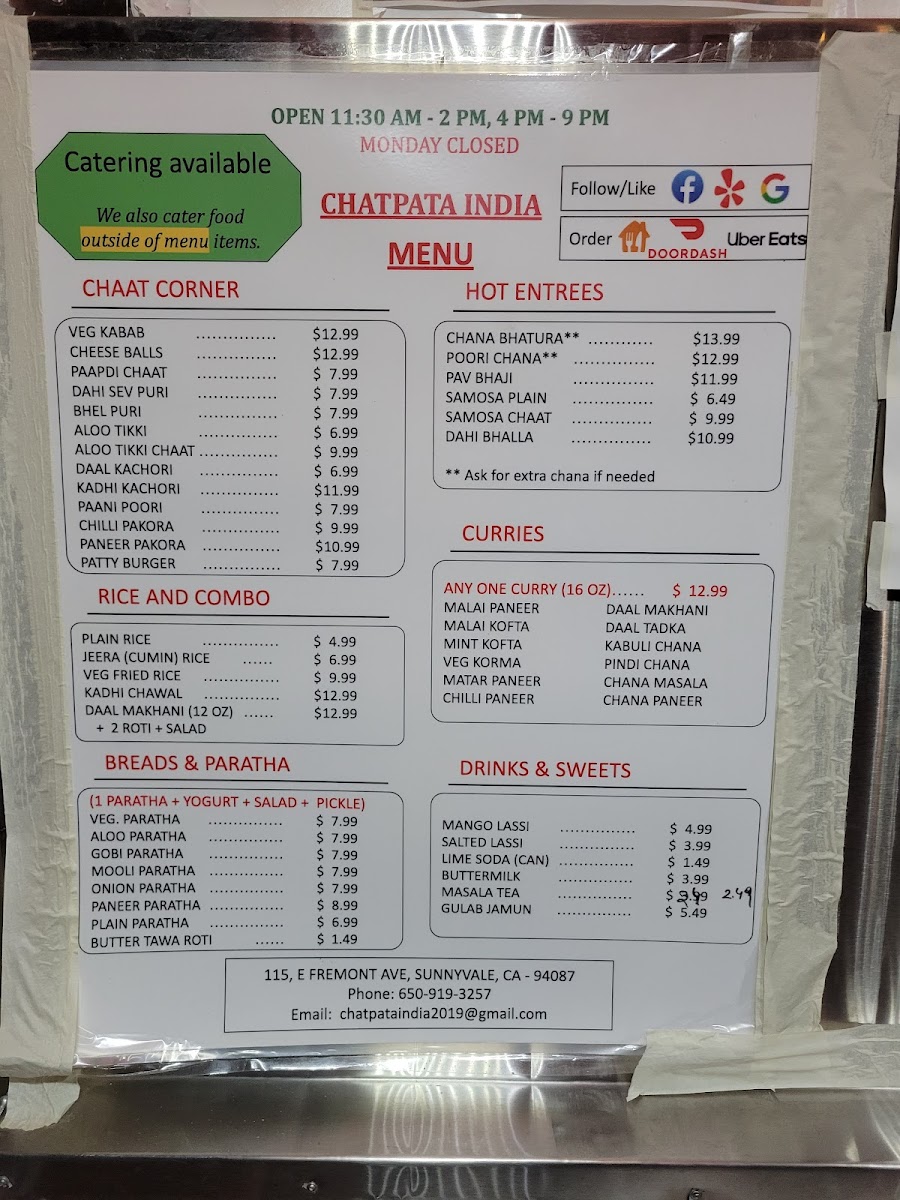 OPEN 11:30 AM - 2 PM, 4 PM - 9 PM
MONDAY CLOSED
Catering available
We also cater food
outside of menu items.
CHATPATA INDIA
MENU
Follow/Like
Order DOORDASH Uber Eats
CHAAT CORNER
VEG KABAB ................ $12.99
CHEESE BALLS ................ $12.99
PAAPDI CHAAT ................ $ 7.99
DAHI SEV PURI ................ $ 7.99
BHEL PURI ................ $ 7.99
ALOO TIKKI ................ $ 6.99
ALOO TIKKI CHAAT ................ $ 9.99
DAAL KACHORI ................ $ 6.99
KADHI KACHORI ................ $11.99
PAANI POORI ................ $ 7.99
CHILLI PAKORA ................ $ 9.99
PANEER PAKORA ................ $10.99
PATTY BURGER ................ $ 7.99
RICE AND COMBO
PLAIN RICE ................ $ 4.99
JEERA (CUMIN) RICE ...... $ 6.99
VEG FRIED RICE ................ $ 9.99
KADHI CHAWAL ................ $12.99
DAAL MAKHANI (12 OZ) ...... $12.99
+ 2 ROTI + SALAD
BREADS & PARATHA
(1 PARATHA + YOGURT + SALAD + PICKLE)
VEG. PARATHA ................ $ 7.99
ALOO PARATHA ................ $ 7.99
GOBI PARATHA ................ $ 7.99
MOOLI PARATHA ................ $ 7.99
ONION PARATHA ................ $ 7.99
PANEER PARATHA ................ $ 8.99
PLAIN PARATHA ................ $ 6.99
BUTTER TAWA ROTI ...... $ 1.49
HOT ENTREES
CHANA BHATURA** ............. $13.99
POORI CHANA** ................ $12.99
PAV BHAJI ................ $11.99
SAMOSA PLAIN ................ $ 6.49
SAMOSA CHAAT ................ $ 9.99
DAHI BHALLA ................ $10.99
** Ask for extra chana if needed
CURRIES
ANY ONE CURRY (16 OZ)...... $ 12.99
MALAI PANEER DAAL MAKHANI
MALAI KOFTA DAAL TADKA
MINT KOFTA KABULI CHANA
VEG KORMA PINDI CHANA
MATAR PANEER CHANA MASALA
CHILLI PANEER CHANA PANEER
DRINKS & SWEETS
MANGO LASSI ............... $ 4.99
SALTED LASSI ............... $ 3.99
LIME SODA (CAN) ............... $ 1.49
BUTTERMILK ............... $ 3.99
MASALA TEA ............... $ 2.49
GULAB JAMUN ............... $ 5.49
115, E FREMONT AVE, SUNNYVALE, CA - 94087
Phone: 650-919-3257
Email: chatpataindia2019@gmail.com